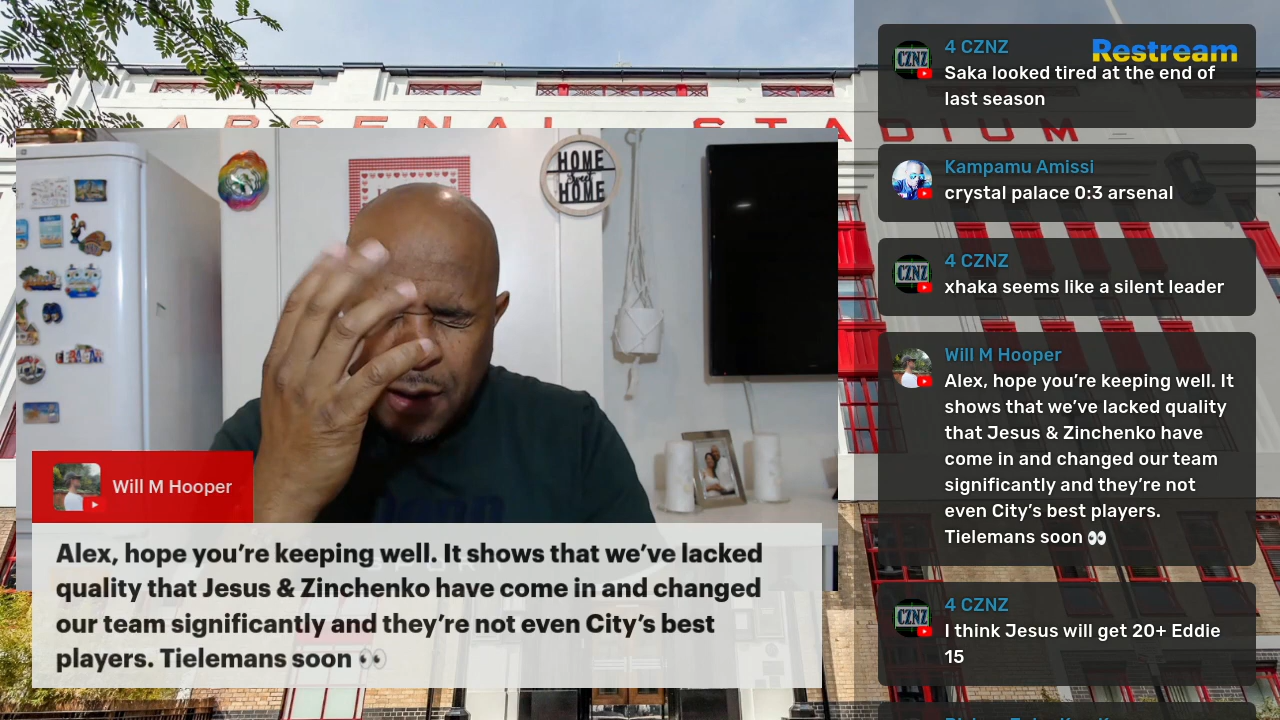 ARSENAL STADIUM
HOME
Sweet
HOME
Will M Hooper
Alex, hope you’re keeping well. It shows that we’ve lacked
quality that Jesus & Zinchenko have come in and changed
our team significantly and they’re not even City’s best
players. Tielemans soon 👀
Restream
4 CZNZ
Saka looked tired at the end of
last season
Kampamu Amissi
crystal palace 0:3 arsenal
4 CZNZ
xhaka seems like a silent leader
Will M Hooper
Alex, hope you’re keeping well. It
shows that we’ve lacked quality
that Jesus & Zinchenko have
come in and changed our team
significantly and they’re not
even City’s best players.
Tielemans soon 👀
4 CZNZ
I think Jesus will get 20+ Eddie
15